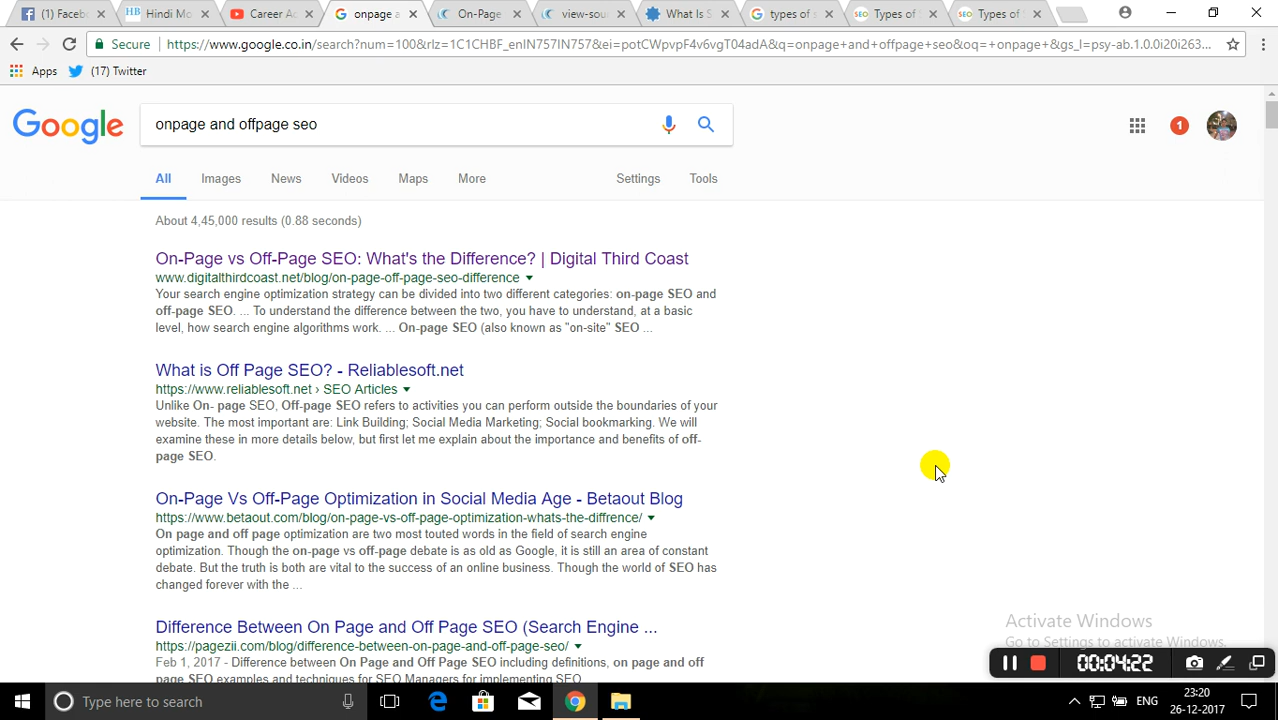 (1) Faceb
Hindi Mo
Career Ac
onpage a
On-Page
view-sou
What Is S
types of s
Types of
Types of
Secure
https://www.google.co.in/search?num=100&rlz=1C1CHBF_enIN757IN757&ei=potCWpvpF4v6vgT04adA&q=onpage+and+offpage+seo&oq=+onpage+&gs_l=psy-ab.1.0.0i20i263...
Apps
(17) Twitter
Google
onpage and offpage seo
1
All
Images
News
Videos
Maps
More
Settings
Tools
About 4,45,000 results (0.88 seconds)
On-Page vs Off-Page SEO: What's the Difference? | Digital Third Coast
www.digitalthirdcoast.net/blog/on-page-off-page-seo-difference
Your search engine optimization strategy can be divided into two different categories: on-page SEO and
off-page SEO. ... To understand the difference between the two, you have to understand, at a basic
level, how search engine algorithms work. ... On-page SEO (also known as "on-site" SEO ...
What is Off Page SEO? - Reliablesoft.net
https://www.reliablesoft.net › SEO Articles
Unlike On- page SEO, Off-page SEO refers to activities you can perform outside the boundaries of your
website. The most important are: Link Building; Social Media Marketing; Social bookmarking. We will
examine these in more details below, but first let me explain about the importance and benefits of off-
page SEO.
On-Page Vs Off-Page Optimization in Social Media Age - Betaout Blog
https://www.betaout.com/blog/on-page-vs-off-page-optimization-whats-the-diffrence/
On page and off page optimization are two most touted words in the field of search engine
optimization. Though the on-page vs off-page debate is as old as Google, it is still an area of constant
debate. But the truth is both are vital to the success of an online business. Though the world of SEO has
changed forever with the ...
Difference Between On Page and Off Page SEO (Search Engine ...
https://pagezii.com/blog/difference-between-on-page-and-off-page-seo/
Feb 1, 2017 - Difference between On Page and Off Page SEO including definitions, on page and off
page SEO examples and techniques for SEO Managers for implementing SEO.
Activate Windows
Go to Settings to activate Windows.
00:04:22
Type here to search
ENG
23:20
26-12-2017